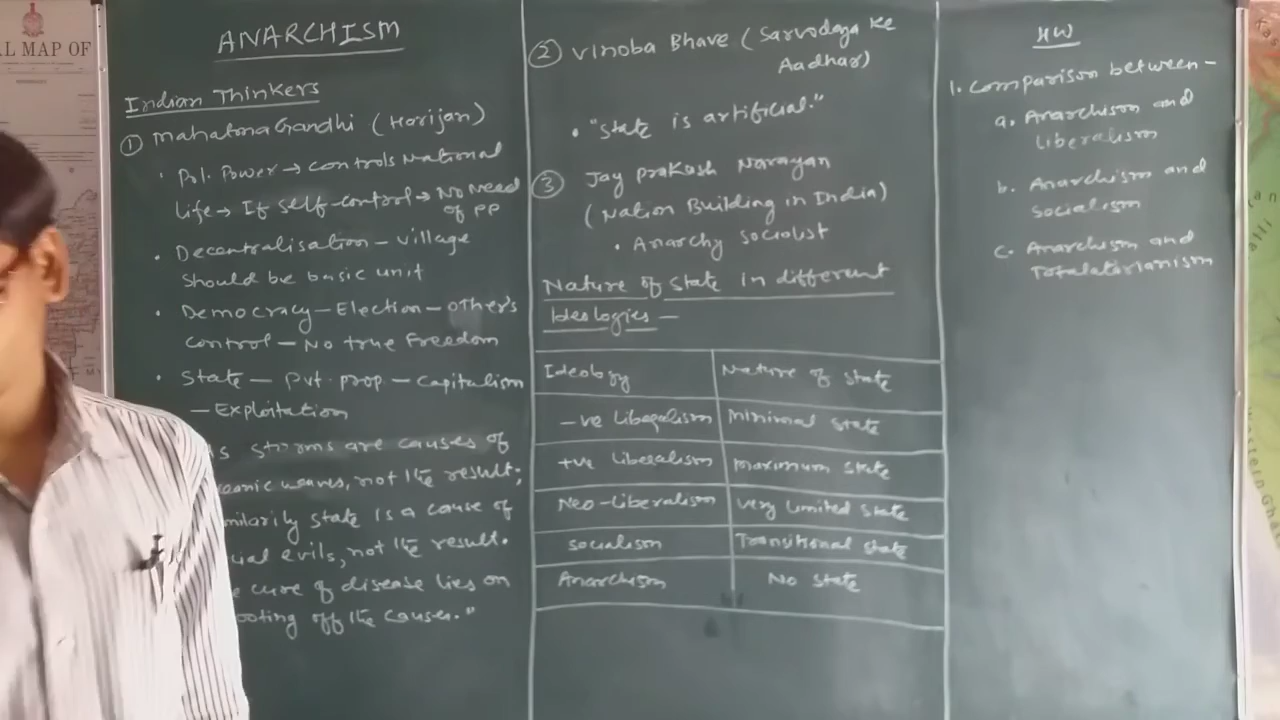 AL MAP OF
ANARCHISM
Indian Thinkers
① Mahatma Gandhi (Harijan)
• Pol. Power → Controls National
Life → If self-control → No Need
of PP
• Decentralisation – village
should be basic unit
• Democracy – Election – other's
control – No true Freedom
• State – Pvt. prop. – Capitalism
– Exploitation
storms are causes of
waves, not the result;
state is a cause of
evils, not the result.
cure of disease lies on
off the causes."
② Vinoba Bhave (Sarvodaya Ke
Aadhar)
• "State is artificial."
③ Jay Prakash Narayan
(Nation Building in India)
• Anarchy Socialist
Nature of State in different
Ideologies –
Ideology
Nature of State
-ve Liberalism
Minimal State
+ve Liberalism
Maximum State
Neo-Liberalism
Very Limited State
Socialism
Transitional State
Anarchism
No State
HW
1. Comparison between –
a. Anarchism and
Liberalism
b. Anarchism and
Socialism
c. Anarchism and
Totalatarianism